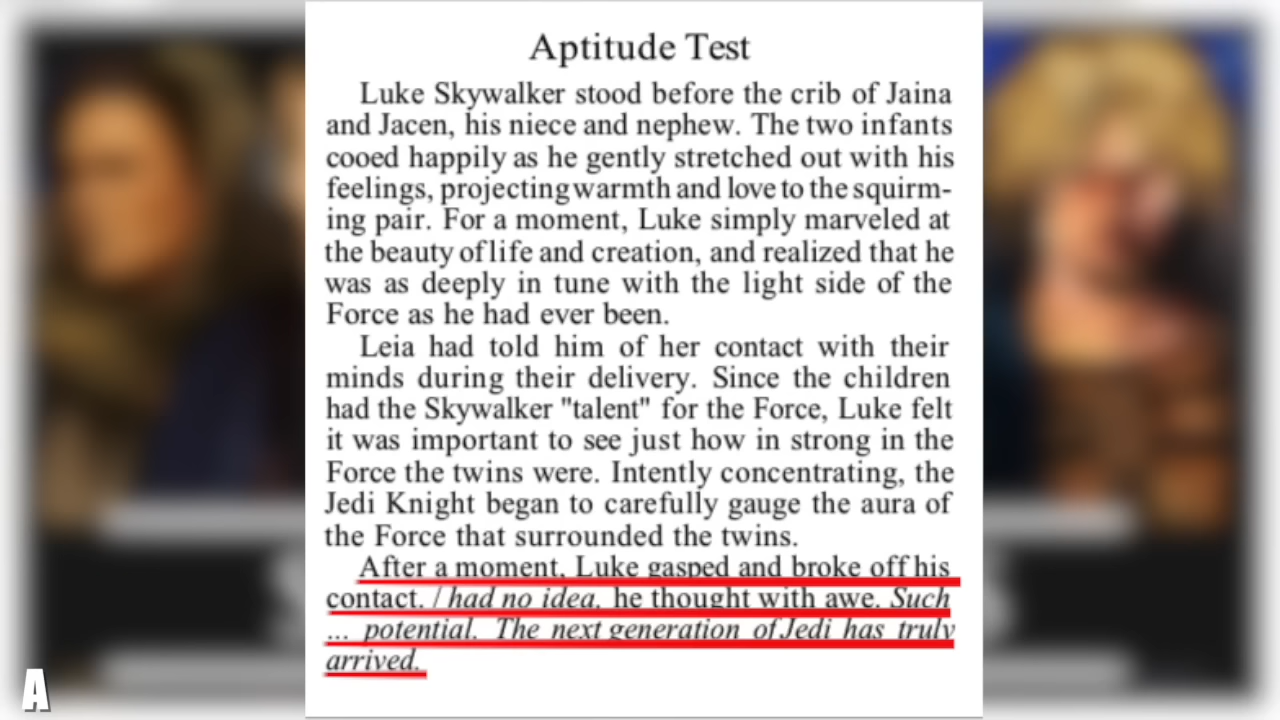 Aptitude Test
Luke Skywalker stood before the crib of Jaina
and Jacen, his niece and nephew. The two infants
cooed happily as he gently stretched out with his
feelings, projecting warmth and love to the squirm-
ing pair. For a moment, Luke simply marveled at
the beauty of life and creation, and realized that he
was as deeply in tune with the light side of the
Force as he had ever been.
Leia had told him of her contact with their
minds during their delivery. Since the children
had the Skywalker "talent" for the Force, Luke felt
it was important to see just how in strong in the
Force the twins were. Intently concentrating, the
Jedi Knight began to carefully gauge the aura of
the Force that surrounded the twins.
After a moment, Luke gasped and broke off his
contact. I had no idea, he thought with awe. Such
... potential. The next generation of Jedi has truly
arrived.
A